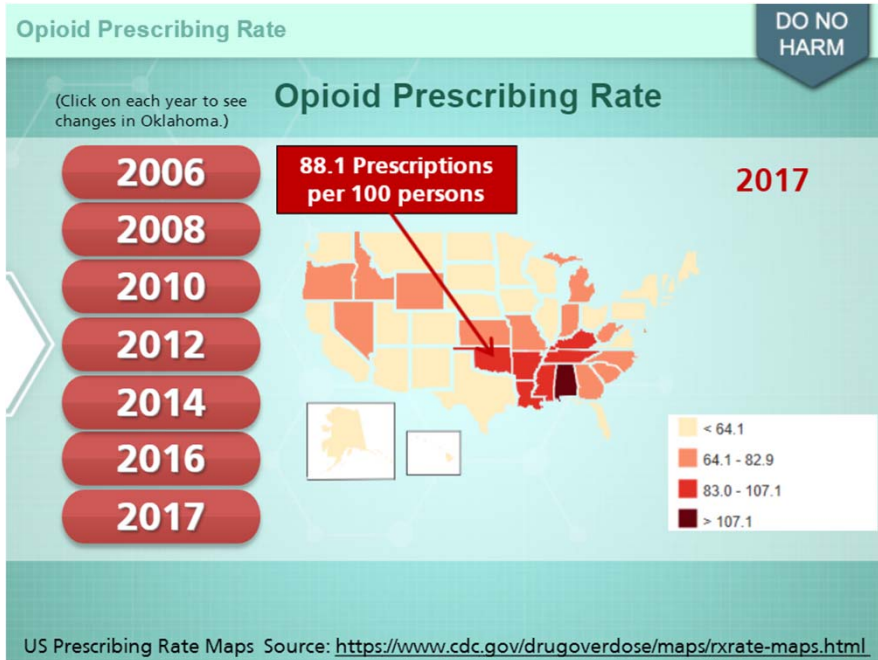 Opioid Prescribing Rate
DO NO
HARM
(Click on each year to see
changes in Oklahoma.)
Opioid Prescribing Rate
2006
2008
2010
2012
2014
2016
2017
88.1 Prescriptions
per 100 persons
2017
< 64.1
64.1 - 82.9
83.0 - 107.1
> 107.1
US Prescribing Rate Maps Source: https://www.cdc.gov/drugoverdose/maps/rxrate-maps.html